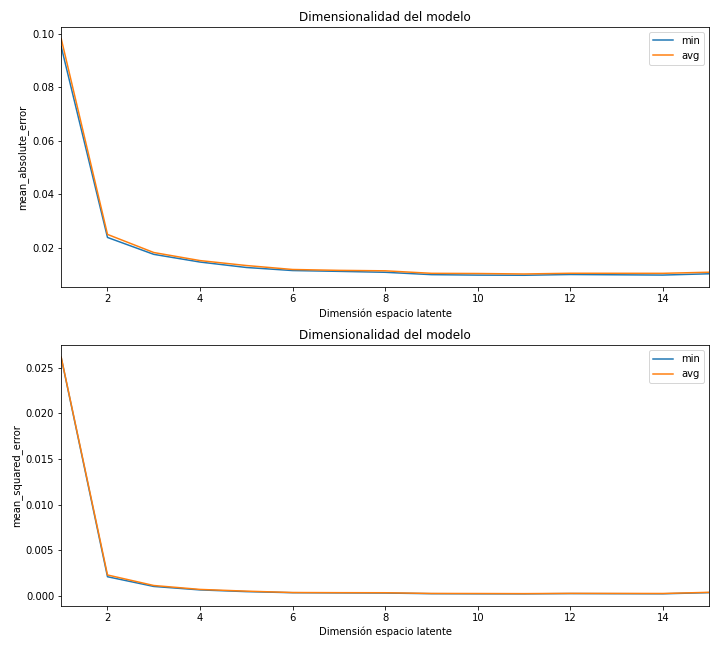 Dimensionalidad del modelo
min
avg
mean_absolute_error
0.10
0.08
0.06
0.04
0.02
2 4 6 8 10 12 14
Dimensión espacio latente
Dimensionalidad del modelo
min
avg
mean_squared_error
0.025
0.020
0.015
0.010
0.005
0.000
2 4 6 8 10 12 14
Dimensión espacio latente